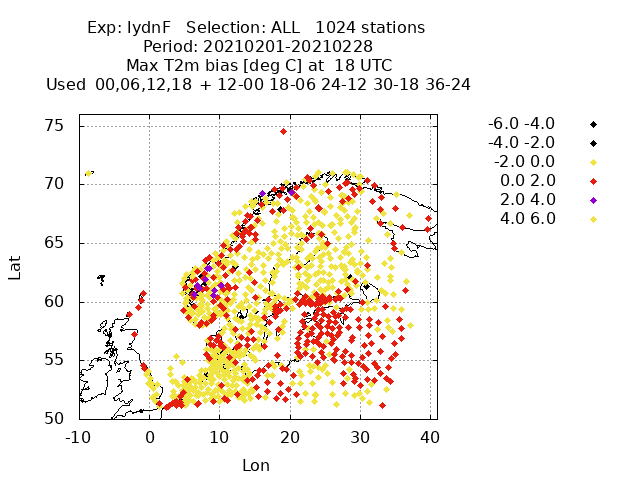 Exp: IydnF   Selection: ALL   1024 stations
Period: 20210201-20210228
Max T2m bias [deg C] at  18 UTC
Used  00,06,12,18  + 12-00 18-06 24-12 30-18 36-24
-6.0 -4.0
-4.0 -2.0
-2.0 0.0
0.0 2.0
2.0 4.0
4.0 6.0
75
70
65
60
55
50
Lat
-10 0 10 20 30 40
Lon